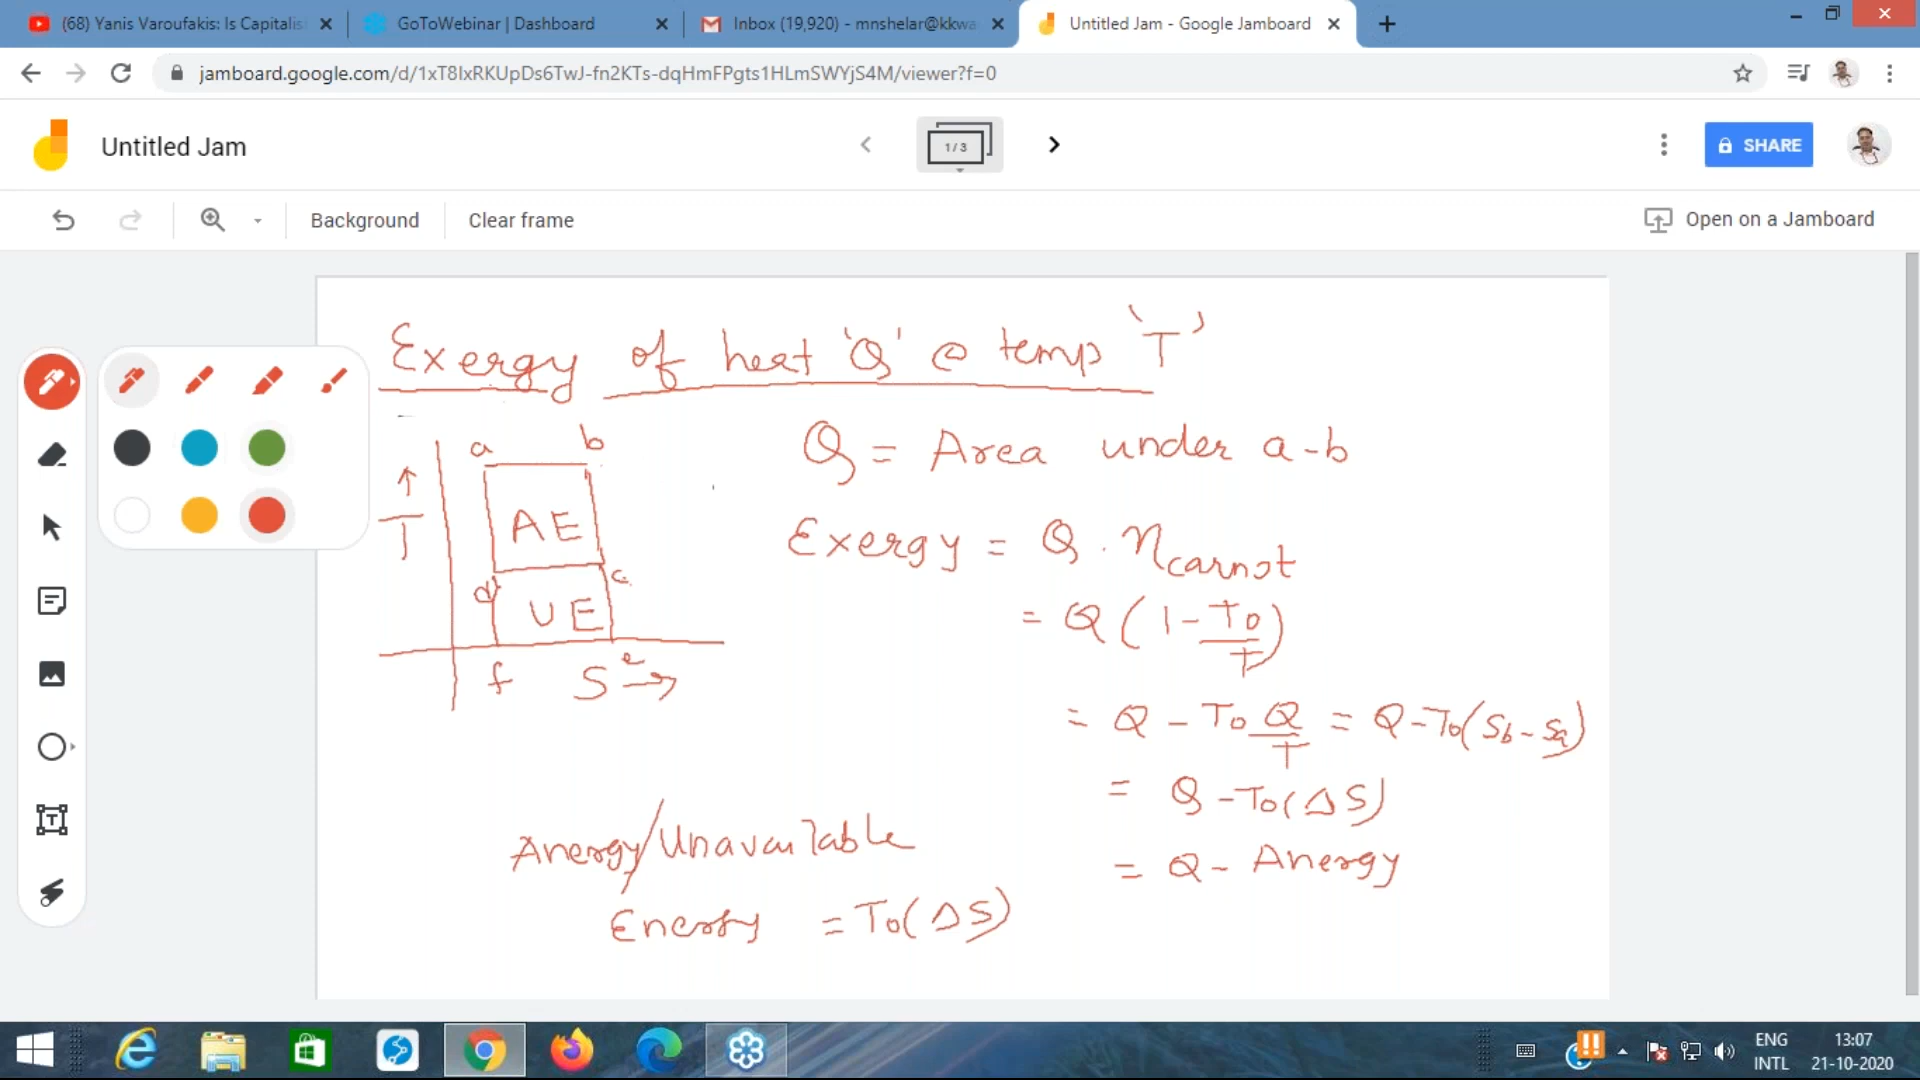 (68) Yanis Varoufakis: Is Capitalis
GoToWebinar | Dashboard
Inbox (19,920) - mnshelar@kkwa
Untitled Jam - Google Jamboard
jamboard.google.com/d/1xT8IxRKUpDs6TwJ-fn2KTs-dqHmFPgts1HLmSWYjS4M/viewer?f=0
Untitled Jam
1 / 3
SHARE
Background
Clear frame
Open on a Jamboard
Exergy of heat 'Q' @ temp 'T'
a b
↑
T
AE
d c
UE
f e
S →
Q = Area under a-b
Exergy = Q . ηcarnot
= Q (1 - To/T)
= Q - To Q/T = Q - To(Sb - Sa)
= Q - To(ΔS)
= Q - Anergy
Anergy/Unavailable
Energy = To(ΔS)
ENG
INTL
13:07
21-10-2020